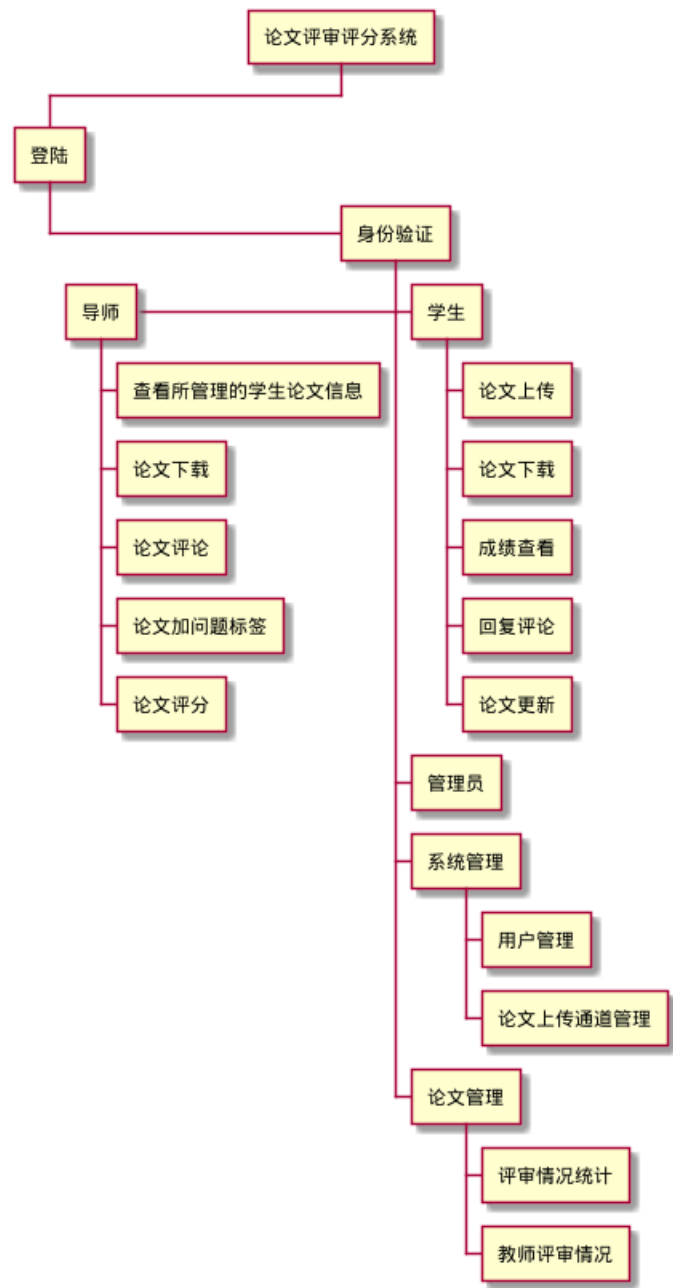 论文评审评分系统
登陆
身份验证
导师
学生
查看所管理的学生论文信息
论文上传
论文下载
论文下载
论文评论
成绩查看
论文加问题标签
回复评论
论文评分
论文更新
管理员
系统管理
用户管理
论文上传通道管理
论文管理
评审情况统计
教师评审情况